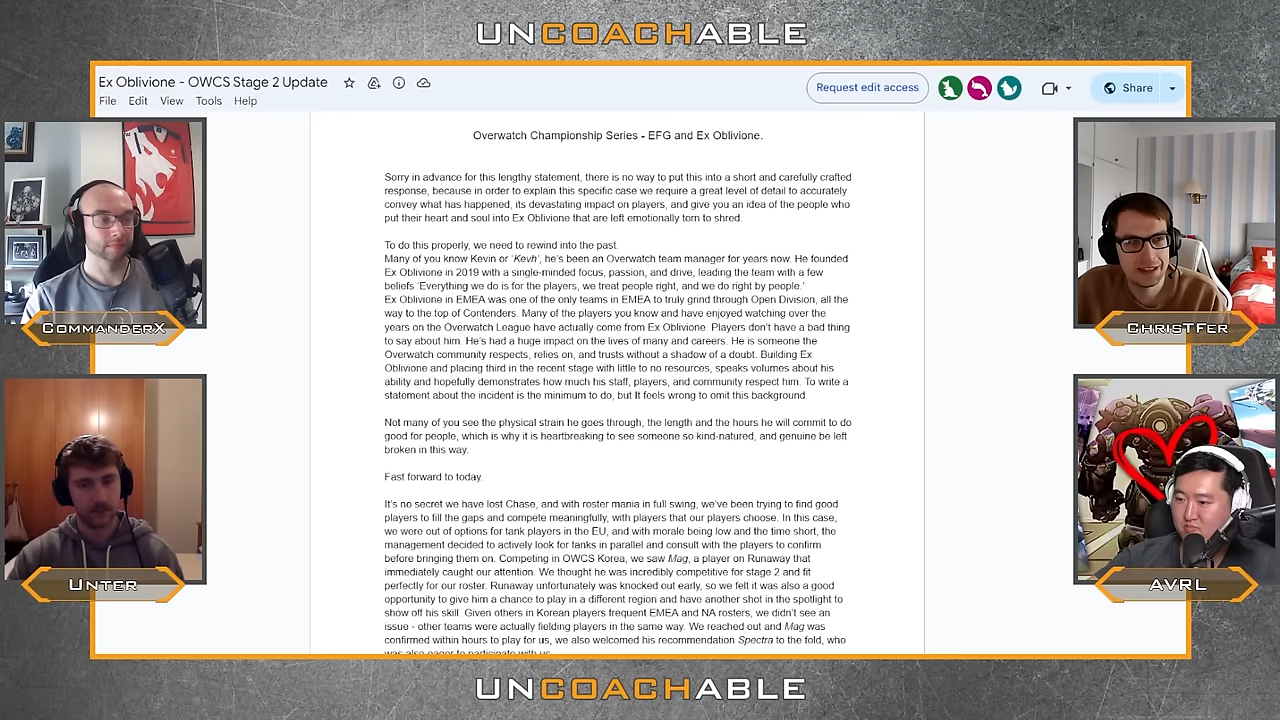 UNCOACHABLE
Ex Oblivione - OWCS Stage 2 Update
File Edit View Tools Help
Request edit access
Share
Overwatch Championship Series - EFG and Ex Oblivione.
Sorry in advance for this lengthy statement, there is no way to put this into a short and carefully crafted
response, because in order to explain this specific case we require a great level of detail to accurately
convey what has happened, its devastating impact on players, and give you an idea of the people who
put their heart and soul into Ex Oblivione that are left emotionally torn to shred.
To do this properly, we need to rewind into the past.
Many of you know Kevin or 'Kevh', he's been an Overwatch team manager for years now. He founded
Ex Oblivione in 2019 with a single-minded focus, passion, and drive, leading the team with a few
beliefs 'Everything we do is for the players, we treat people right, and we do right by people.'
Ex Oblivione in EMEA was one of the only teams in EMEA to truly grind through Open Division, all the
way to the top of Contenders. Many of the players you know and have enjoyed watching over the
years on the Overwatch League have actually come from Ex Oblivione. Players don't have a bad thing
to say about him. He's had a huge impact on the lives of many and careers. He is someone the
Overwatch community respects, relies on, and trusts without a shadow of a doubt. Building Ex
Oblivione and placing third in the recent stage with little to no resources, speaks volumes about his
ability and hopefully demonstrates how much his staff, players, and community respect him. To write a
statement about the incident is the minimum to do, but It feels wrong to omit this background.
Not many of you see the physical strain he goes through, the length and the hours he will commit to do
good for people, which is why it is heartbreaking to see someone so kind-natured, and genuine be left
broken in this way.
Fast forward to today.
It's no secret we have lost Chase, and with roster mania in full swing, we've been trying to find good
players to fill the gaps and compete meaningfully, with players that our players choose. In this case,
we were out of options for tank players in the EU, and with morale being low and the time short, the
management decided to actively look for tanks in parallel and consult with the players to confirm
before bringing them on. Competing in OWCS Korea, we saw Mag, a player on Runaway that
immediately caught our attention. We thought he was incredibly competitive for stage 2 and fit
perfectly for our roster. Runaway unfortunately was knocked out early, so we felt it was also a good
opportunity to give him a chance to play in a different region and have another shot in the spotlight to
show off his skill. Given others in Korean players frequent EMEA and NA rosters, we didn't see an
issue - other teams were actually fielding players in the same way. We reached out and Mag was
confirmed within hours to play for us, we also welcomed his recommendation Spectra to the fold, who
was also eager to participate with us.
CommanderX
ChrisTFer
Unter
AVRL
UNCOACHABLE